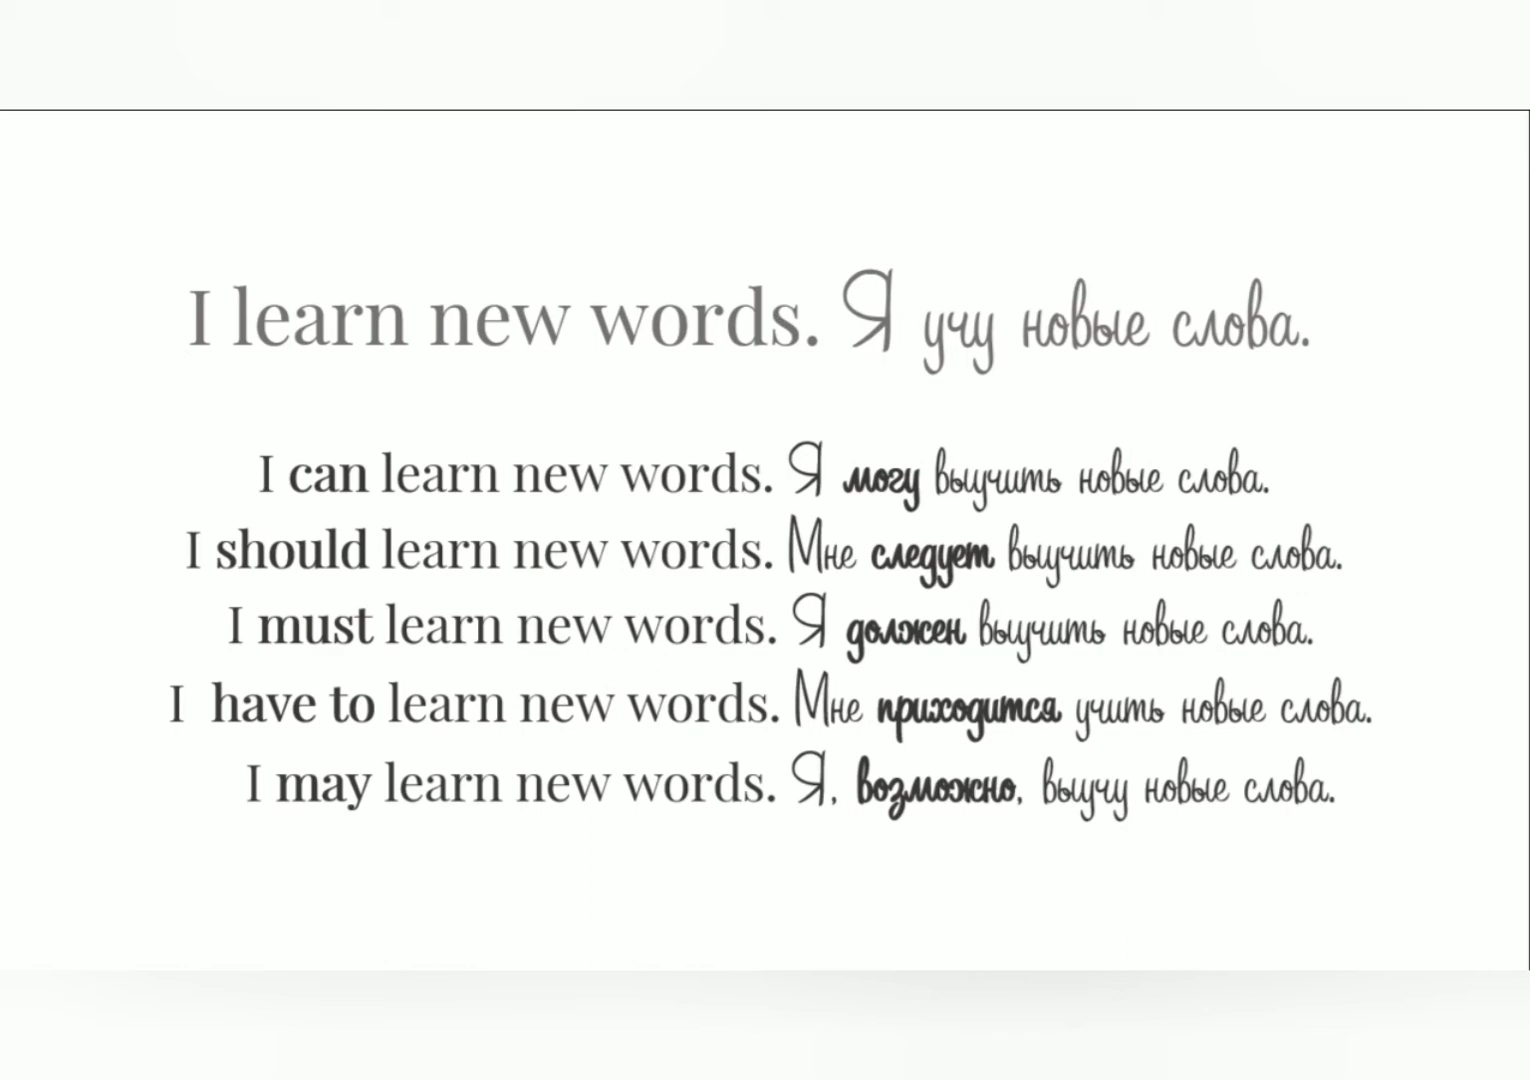 I learn new words. Я учу новые слова.
I can learn new words. Я могу выучить новые слова.
I should learn new words. Мне следует выучить новые слова.
I must learn new words. Я должен выучить новые слова.
I have to learn new words. Мне приходится учить новые слова.
I may learn new words. Я, возможно, выучу новые слова.